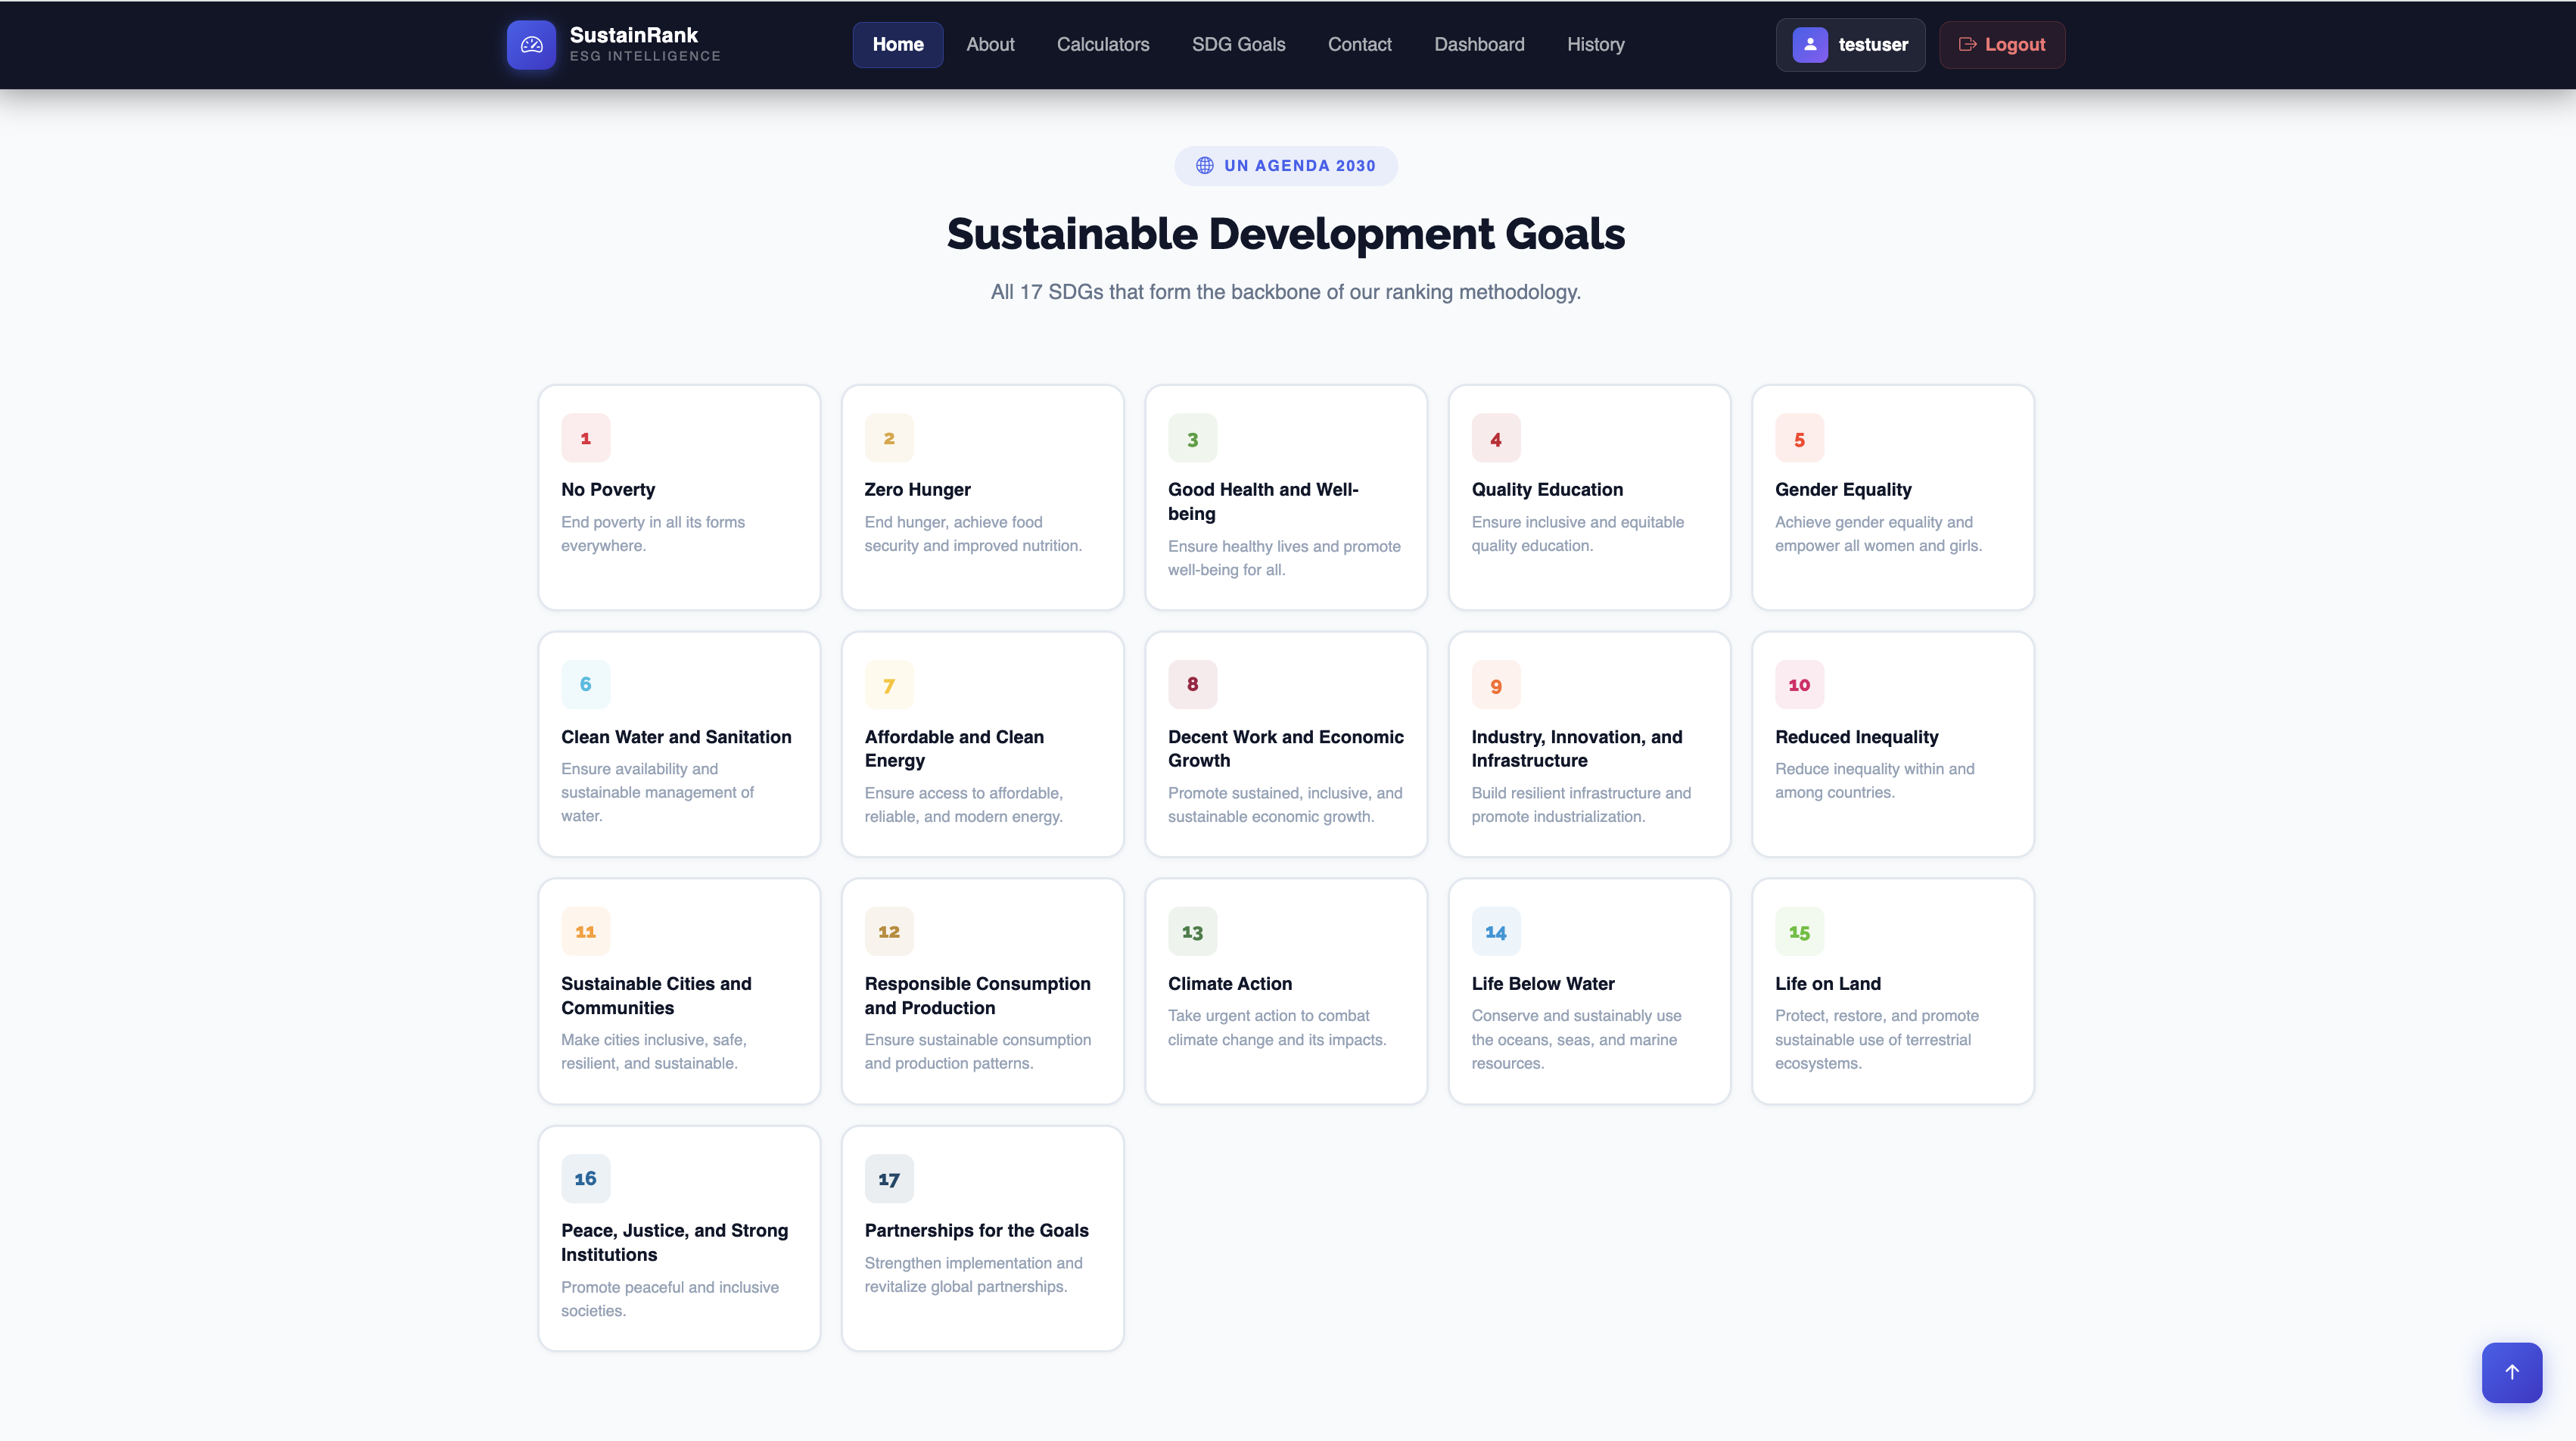 SustainRank
ESG INTELLIGENCE
Home
About
Calculators
SDG Goals
Contact
Dashboard
History
testuser
Logout
UN AGENDA 2030
Sustainable Development Goals
All 17 SDGs that form the backbone of our ranking methodology.
1
No Poverty
End poverty in all its forms
everywhere.
2
Zero Hunger
End hunger, achieve food
security and improved nutrition.
3
Good Health and Well-
being
Ensure healthy lives and promote
well-being for all.
4
Quality Education
Ensure inclusive and equitable
quality education.
5
Gender Equality
Achieve gender equality and
empower all women and girls.
6
Clean Water and Sanitation
Ensure availability and
sustainable management of
water.
7
Affordable and Clean
Energy
Ensure access to affordable,
reliable, and modern energy.
8
Decent Work and Economic
Growth
Promote sustained, inclusive, and
sustainable economic growth.
9
Industry, Innovation, and
Infrastructure
Build resilient infrastructure and
promote industrialization.
10
Reduced Inequality
Reduce inequality within and
among countries.
11
Sustainable Cities and
Communities
Make cities inclusive, safe,
resilient, and sustainable.
12
Responsible Consumption
and Production
Ensure sustainable consumption
and production patterns.
13
Climate Action
Take urgent action to combat
climate change and its impacts.
14
Life Below Water
Conserve and sustainably use
the oceans, seas, and marine
resources.
15
Life on Land
Protect, restore, and promote
sustainable use of terrestrial
ecosystems.
16
Peace, Justice, and Strong
Institutions
Promote peaceful and inclusive
societies.
17
Partnerships for the Goals
Strengthen implementation and
revitalize global partnerships.